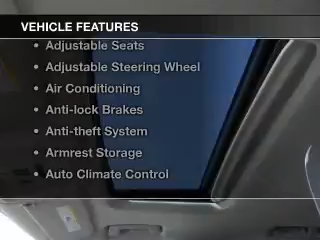 VEHICLE FEATURES
• Adjustable Seats
• Adjustable Steering Wheel
• Air Conditioning
• Anti-lock Brakes
• Anti-theft System
• Armrest Storage
• Auto Climate Control